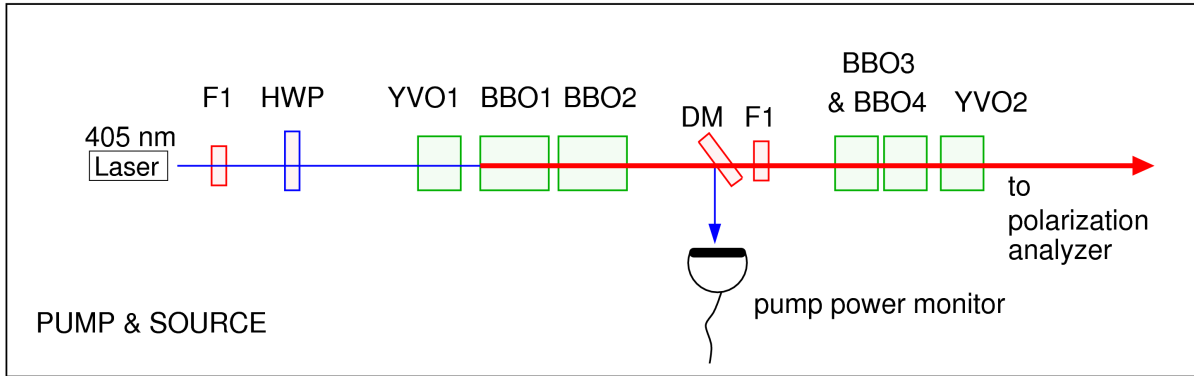 BBO3
F1 HWP YVO1 BBO1 BBO2 & BBO4 YVO2
DM F1
405 nm
Laser
to
polarization
analyzer
pump power monitor
PUMP & SOURCE